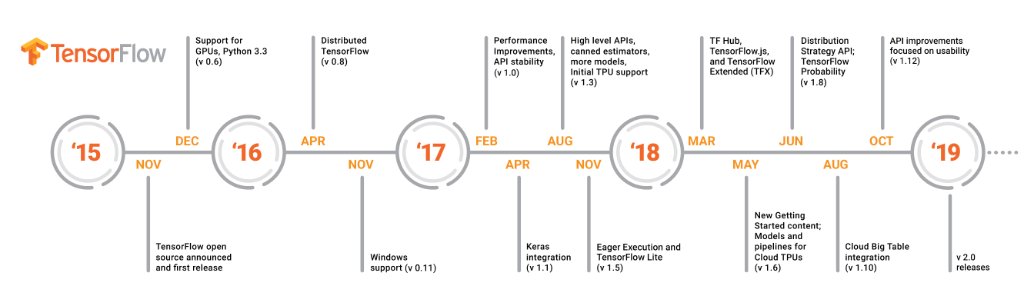 TensorFlow
Support for
GPUs, Python 3.3
(v 0.6)
Distributed
TensorFlow
(v 0.8)
Performance
Improvements,
API stability
(v 1.0)
High level APIs,
canned estimators,
more models,
Initial TPU support
(v 1.3)
TF Hub,
TensorFlow.js,
and TensorFlow
Extended (TFX)
Distribution
Strategy API;
TensorFlow
Probability
(v 1.8)
API improvements
focused on usability
(v 1.12)
DEC
APR
FEB
AUG
MAR
JUN
OCT
‘15
‘16
‘17
‘18
‘19
NOV
NOV
APR
NOV
MAY
AUG
TensorFlow open
source announced
and first release
Windows
support (v 0.11)
Keras
integration
(v 1.1)
Eager Execution and
TensorFlow Lite
(v 1.5)
New Getting
Started content;
Models and
pipelines for
Cloud TPUs
(v 1.6)
Cloud Big Table
integration
(v 1.10)
v 2.0
releases